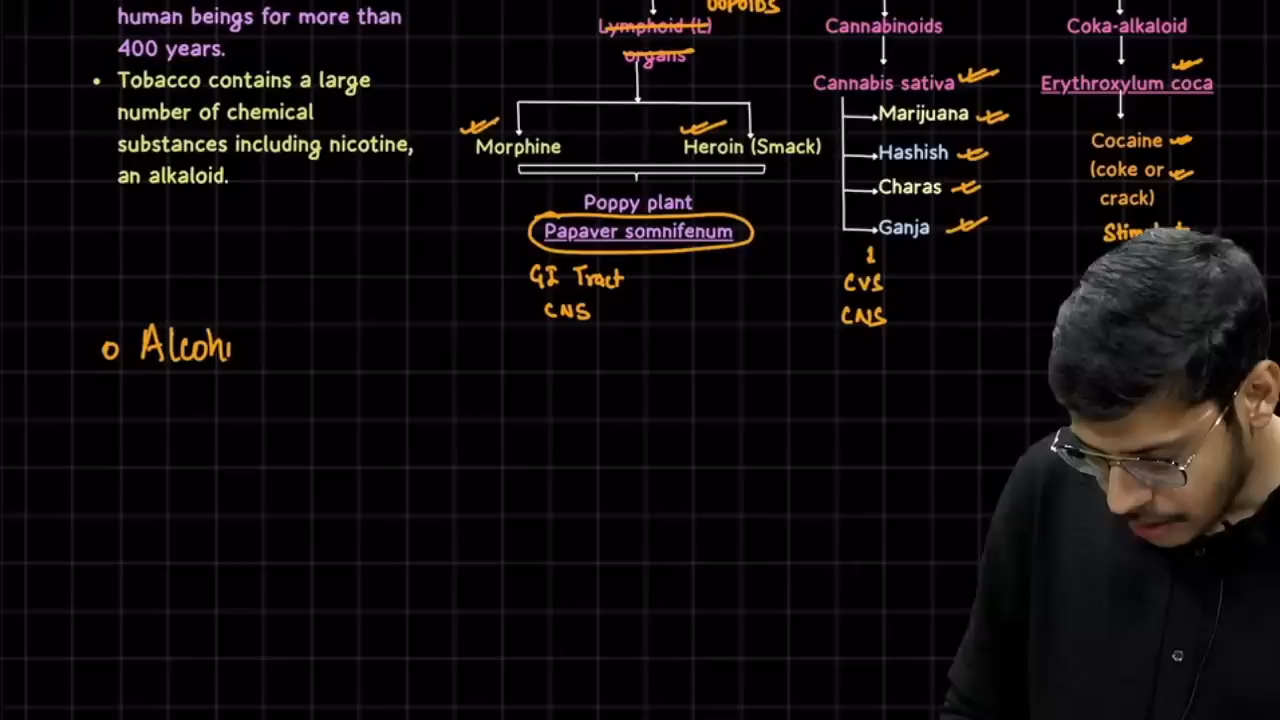 human beings for more than
400 years.
• Tobacco contains a large
number of chemical
substances including nicotine,
an alkaloid.
oopoids
Lymphoid (L)
organs
Morphine
Heroin (Smack)
Poppy plant
Papaver somnifenum
GI Tract
CNS
Cannabinoids
Cannabis sativa
Marijuana
Hashish
Charas
Ganja
CVS
CNS
Coka-alkaloid
Erythroxylum coca
Cocaine
(coke or
crack)
Alcoh